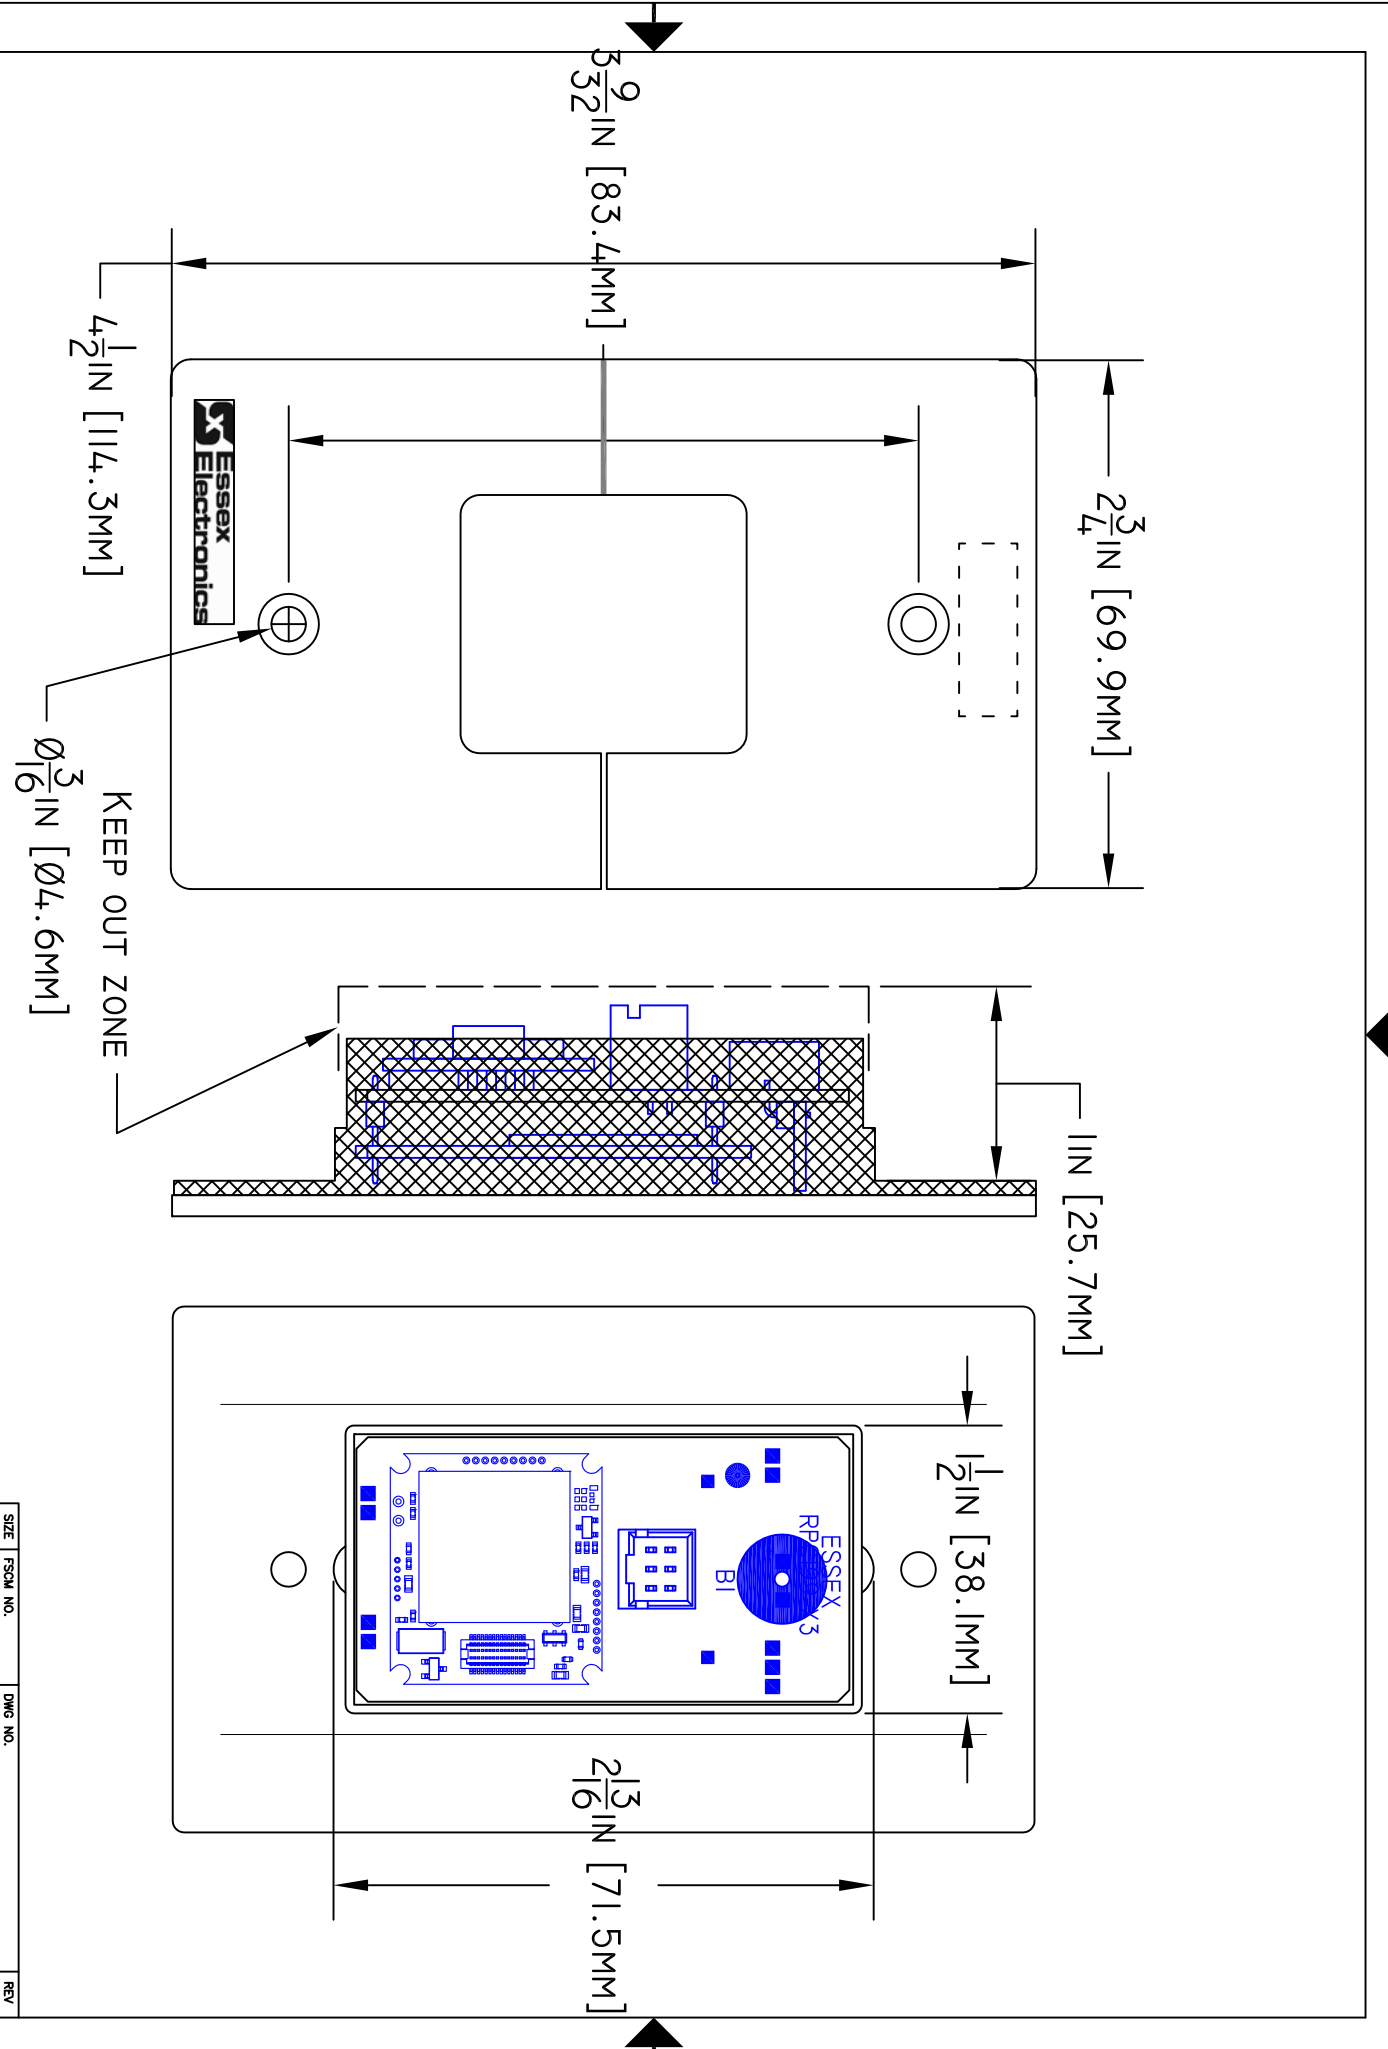 3 9/32 IN [83.4MM]
2 3/4 IN [69.9MM]
4 1/2 IN [114.3MM]
Essex
Electronics
Ø 3/16 IN [Ø4.6MM]
KEEP OUT ZONE
1IN [25.7MM]
1 1/2 IN [38.1MM]
ESSEX
B1
2 13/16 IN [71.5MM]
SIZE
FSCM NO.
DWG NO.
REV